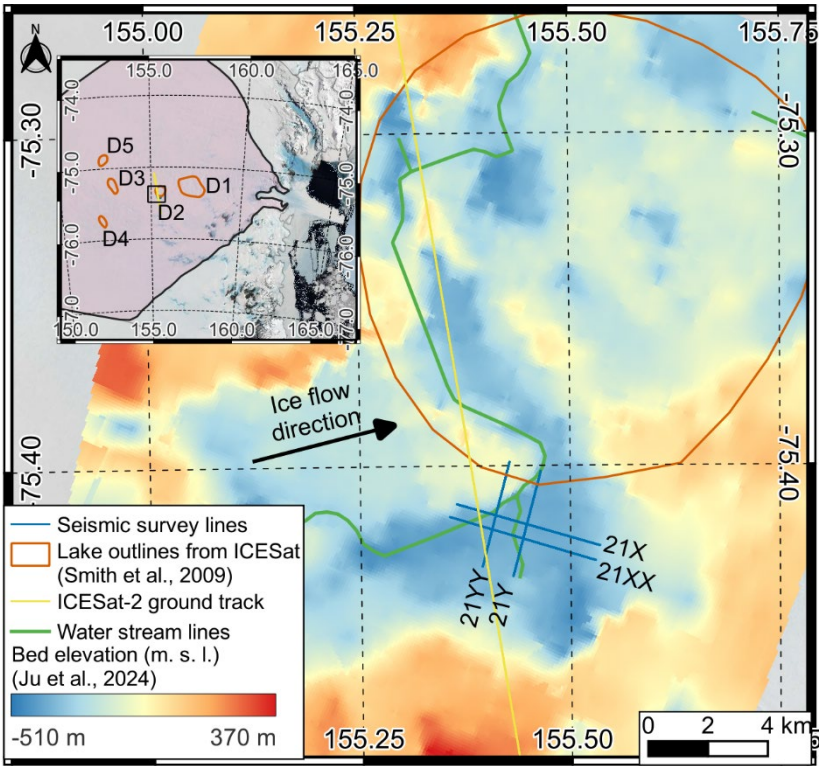 N
155.00
155.25
155.50
155.75
-75.30
-75.30
155.0
160.0
165.0
-74.0
-74.0
-75.0
-75.0
-76.0
-76.0
-77.0
150.0
155.0
160.0
165.0
D5
D3
D1
D2
D4
Ice flow
direction
-75.40
-75.40
21X
21XX
21YY
21Y
Seismic survey lines
Lake outlines from ICESat
(Smith et al., 2009)
ICESat-2 ground track
Water stream lines
Bed elevation (m. s. l.)
(Ju et al., 2024)
-510 m
370 m
155.25
155.50
0
2
4 km